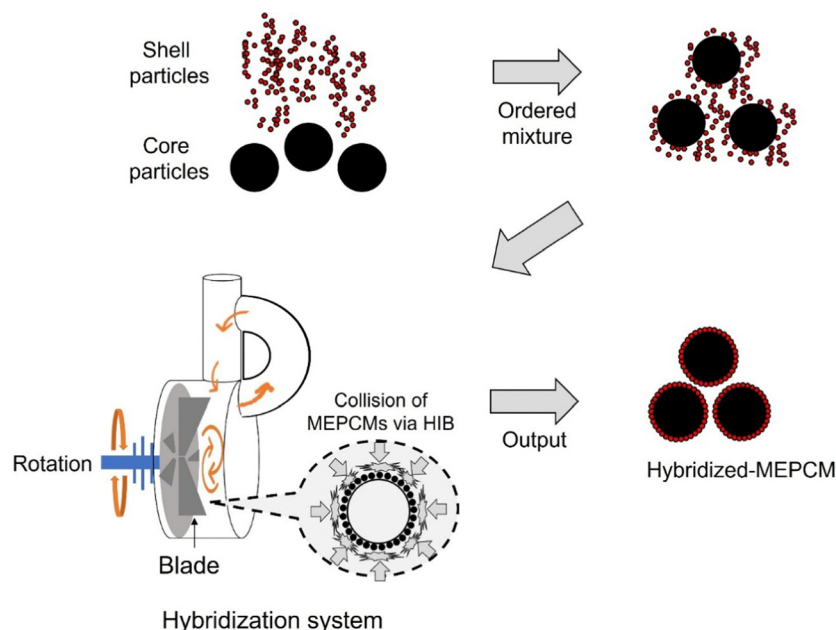 Shell
particles
Core
particles
Ordered
mixture
Collision of
MEPCMs via HIB
Rotation
Blade
Hybridization system
Output
Hybridized-MEPCM